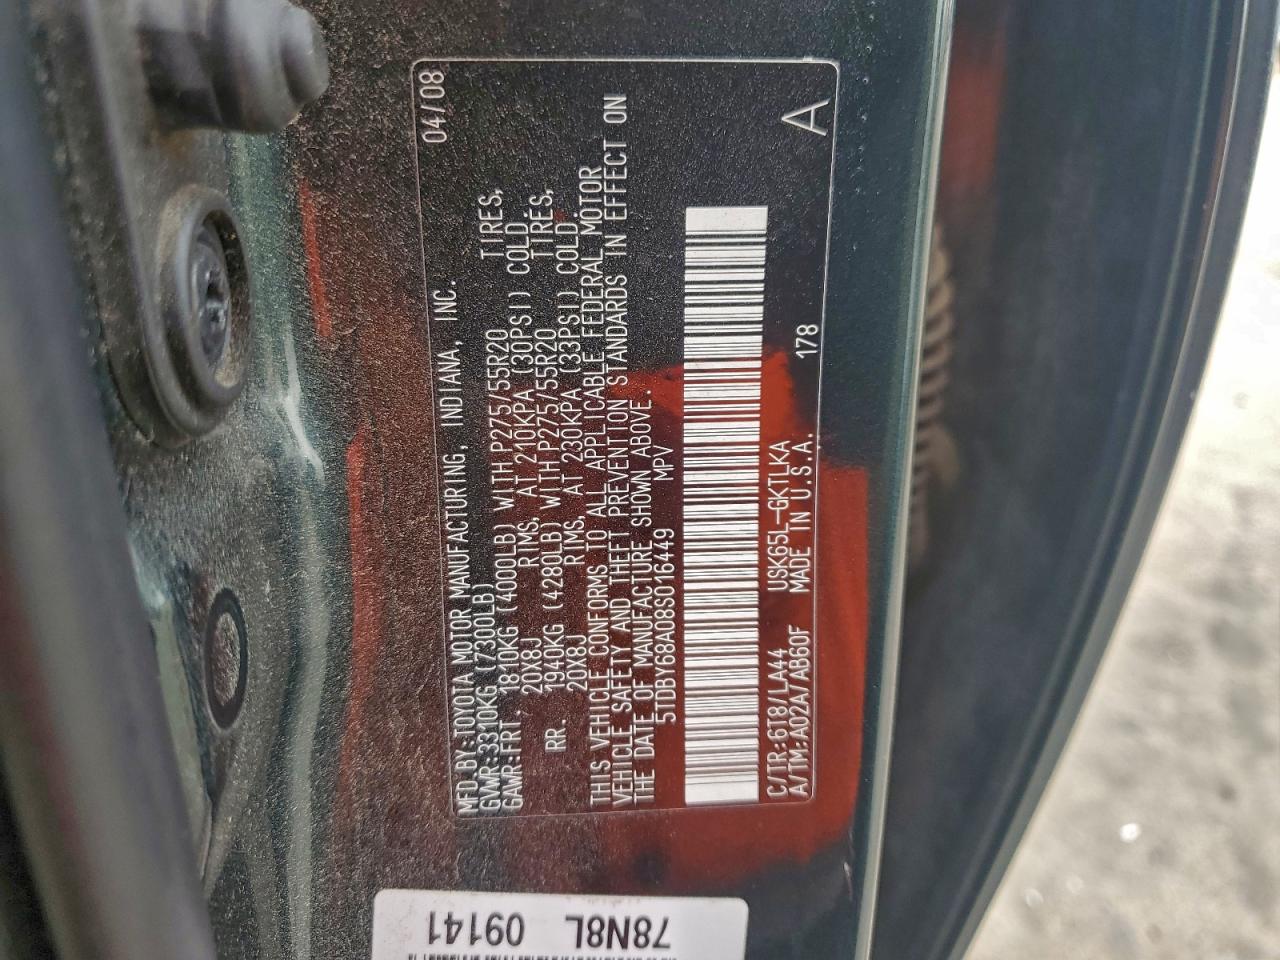 MFD.BY:TOYOTA MOTOR MANUFACTURING, INDIANA, INC. 04/08
GVWR:3310KG(7300LB)
GAWR:FRT. 1810KG (4000LB) WITH P275/55R20 TIRES,
20X8J RIMS, AT 210KPA (30PSI) COLD.
RR. 1940KG (4280LB) WITH P275/55R20 TIRES,
20X8J RIMS, AT 230KPA (33PSI) COLD.
THIS VEHICLE CONFORMS TO ALL APPLICABLE FEDERAL MOTOR
VEHICLE SAFETY AND THEFT PREVENTION STANDARDS IN EFFECT ON
THE DATE OF MANUFACTURE SHOWN ABOVE.
5TDBY68A08S016449 MPV
C/TR:6T8/LA44 USK65L-GKTLKA
A/TM:A02A/AB60F MADE IN U.S.A. 178 A
78N8L 09141